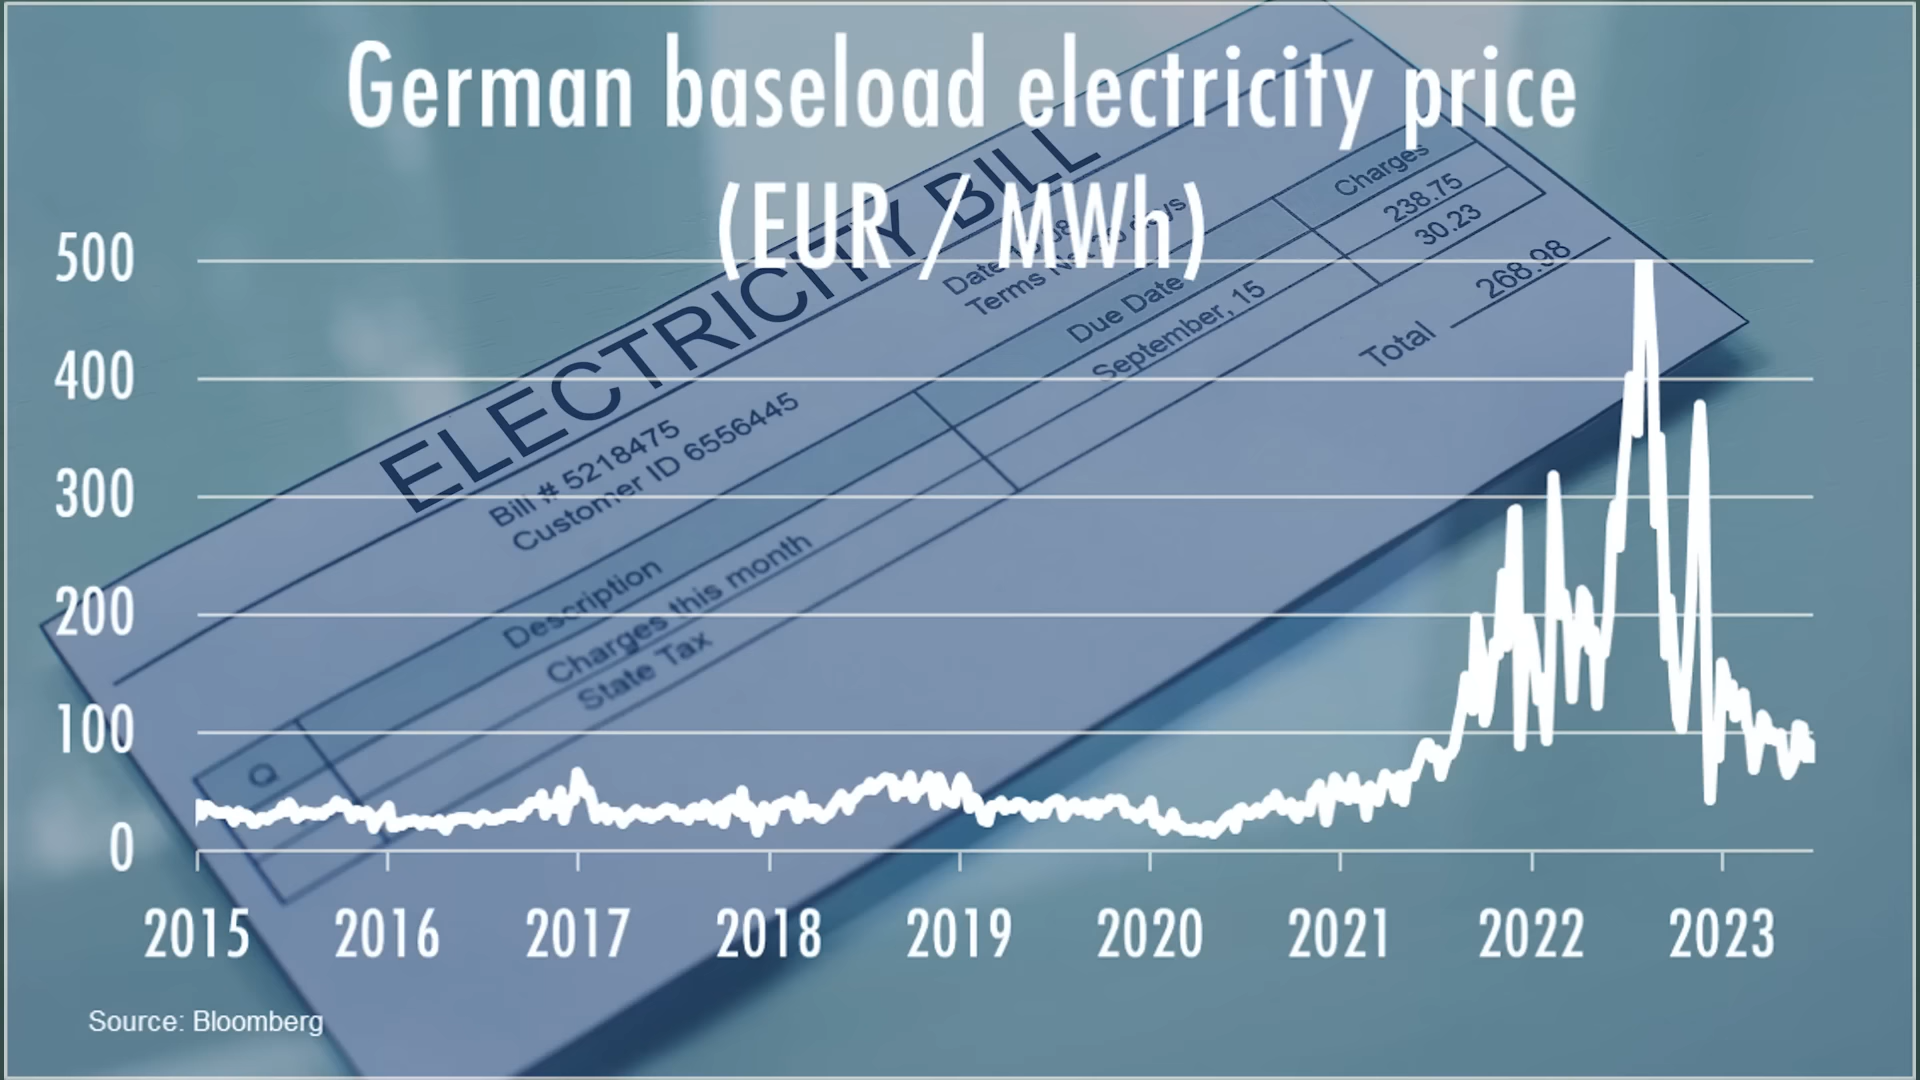 German baseload electricity price
(EUR / MWh)
500
400
300
200
100
0
2015 2016 2017 2018 2019 2020 2021 2022 2023
Source: Bloomberg
ELECTRICITY BILL
Bill # 5218475
Customer ID 6556445
Date
Terms
Due Date
September, 15
Charges
238.75
30.23
Total 268.98
Q
Description
Charges this month
State Tax